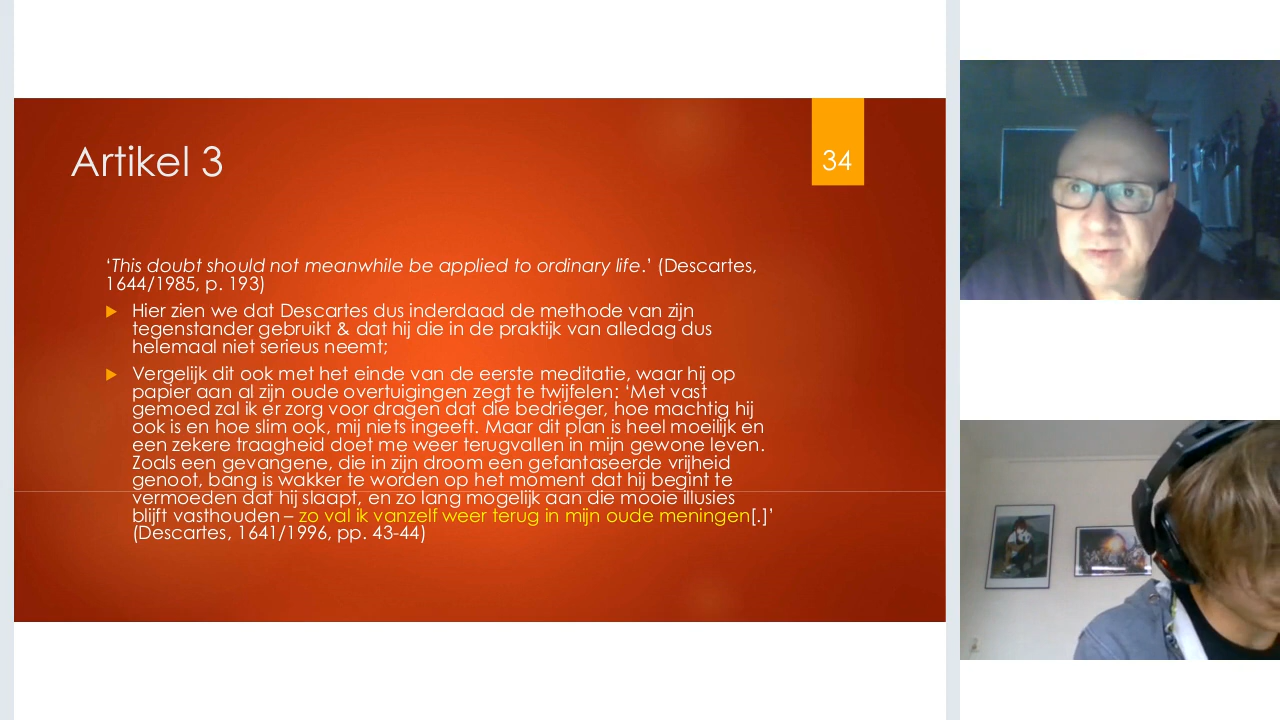 Artikel 3
34
‘This doubt should not meanwhile be applied to ordinary life.’ (Descartes,
1644/1985, p. 193)
Hier zien we dat Descartes dus inderdaad de methode van zijn
tegenstander gebruikt & dat hij die in de praktijk van alledag dus
helemaal niet serieus neemt;
Vergelijk dit ook met het einde van de eerste meditatie, waar hij op
papier aan al zijn oude overtuigingen zegt te twijfelen: ‘Met vast
gemoed zal ik er zorg voor dragen dat die bedrieger, hoe machtig hij
ook is en hoe slim ook, mij niets ingeeft. Maar dit plan is heel moeilijk en
een zekere traagheid doet me weer terugvallen in mijn gewone leven.
Zoals een gevangene, die in zijn droom een gefantaseerde vrijheid
genoot, bang is wakker te worden op het moment dat hij begint te
vermoeden dat hij slaapt, en zo lang mogelijk aan die mooie illusies
blijft vasthouden – zo val ik vanzelf weer terug in mijn oude meningen[.]’
(Descartes, 1641/1996, pp. 43-44)